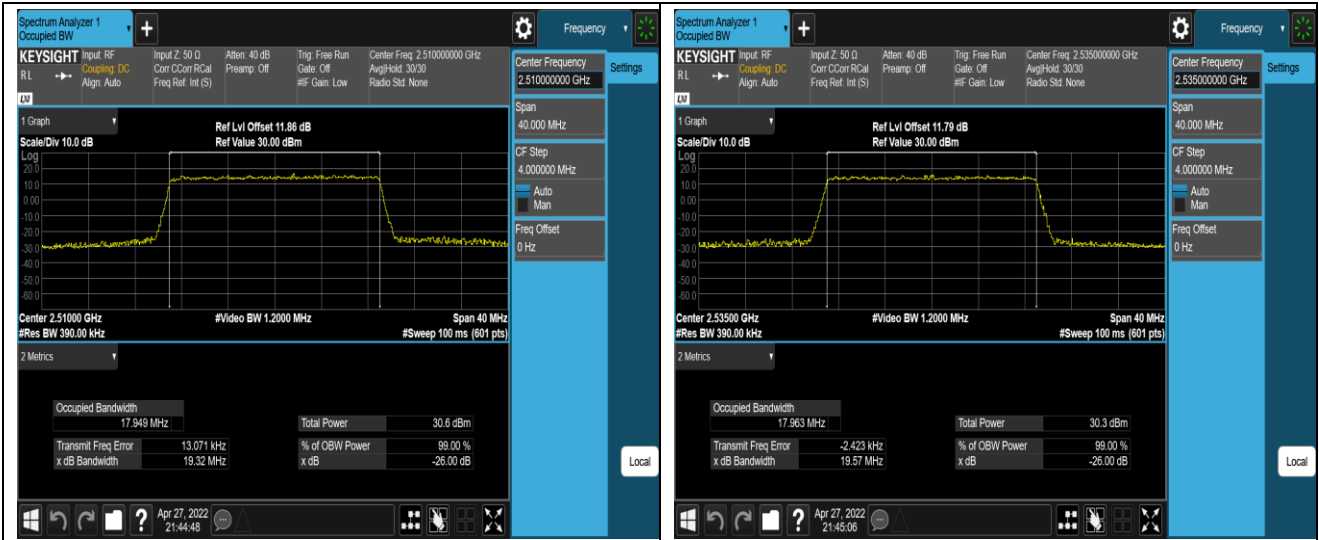 Spectrum Analyzer 1
Occupied BW
Frequency
KEYSIGHT Input: RF Input Z: 50 Ω Atten: 40 dB Trig: Free Run Center Freq: 2.510000000 GHz
RL Coupling: DC Corr CCorr RCal Preamp: Off Gate: Off Avg|Hold: 30/30
Align: Auto Freq Ref: Int (S) #IF Gain: Low Radio Std: None
LXI
Center Frequency
2.510000000 GHz
Settings
Span
40.000 MHz
CF Step
4.000000 MHz
Auto
Man
Freq Offset
0 Hz
1 Graph
Ref Lvl Offset 11.86 dB
Scale/Div 10.0 dB Ref Value 30.00 dBm
Log
20.0
10.0
0.00
-10.0
-20.0
-30.0
-40.0
-50.0
-60.0
Center 2.51000 GHz #Video BW 1.2000 MHz Span 40 MHz
#Res BW 390.00 kHz #Sweep 100 ms (601 pts)
2 Metrics
Occupied Bandwidth
17.949 MHz Total Power 30.6 dBm
Transmit Freq Error 13.071 kHz % of OBW Power 99.00 %
x dB Bandwidth 19.32 MHz x dB -26.00 dB
Local
? Apr 27, 2022
21:44:48
Spectrum Analyzer 1
Occupied BW
Frequency
KEYSIGHT Input: RF Input Z: 50 Ω Atten: 40 dB Trig: Free Run Center Freq: 2.535000000 GHz
RL Coupling: DC Corr CCorr RCal Preamp: Off Gate: Off Avg|Hold: 30/30
Align: Auto Freq Ref: Int (S) #IF Gain: Low Radio Std: None
LXI
Center Frequency
2.535000000 GHz
Settings
Span
40.000 MHz
CF Step
4.000000 MHz
Auto
Man
Freq Offset
0 Hz
1 Graph
Ref Lvl Offset 11.79 dB
Scale/Div 10.0 dB Ref Value 30.00 dBm
Log
20.0
10.0
0.00
-10.0
-20.0
-30.0
-40.0
-50.0
-60.0
Center 2.53500 GHz #Video BW 1.2000 MHz Span 40 MHz
#Res BW 390.00 kHz #Sweep 100 ms (601 pts)
2 Metrics
Occupied Bandwidth
17.963 MHz Total Power 30.3 dBm
Transmit Freq Error -2.423 kHz % of OBW Power 99.00 %
x dB Bandwidth 19.57 MHz x dB -26.00 dB
Local
? Apr 27, 2022
21:45:06